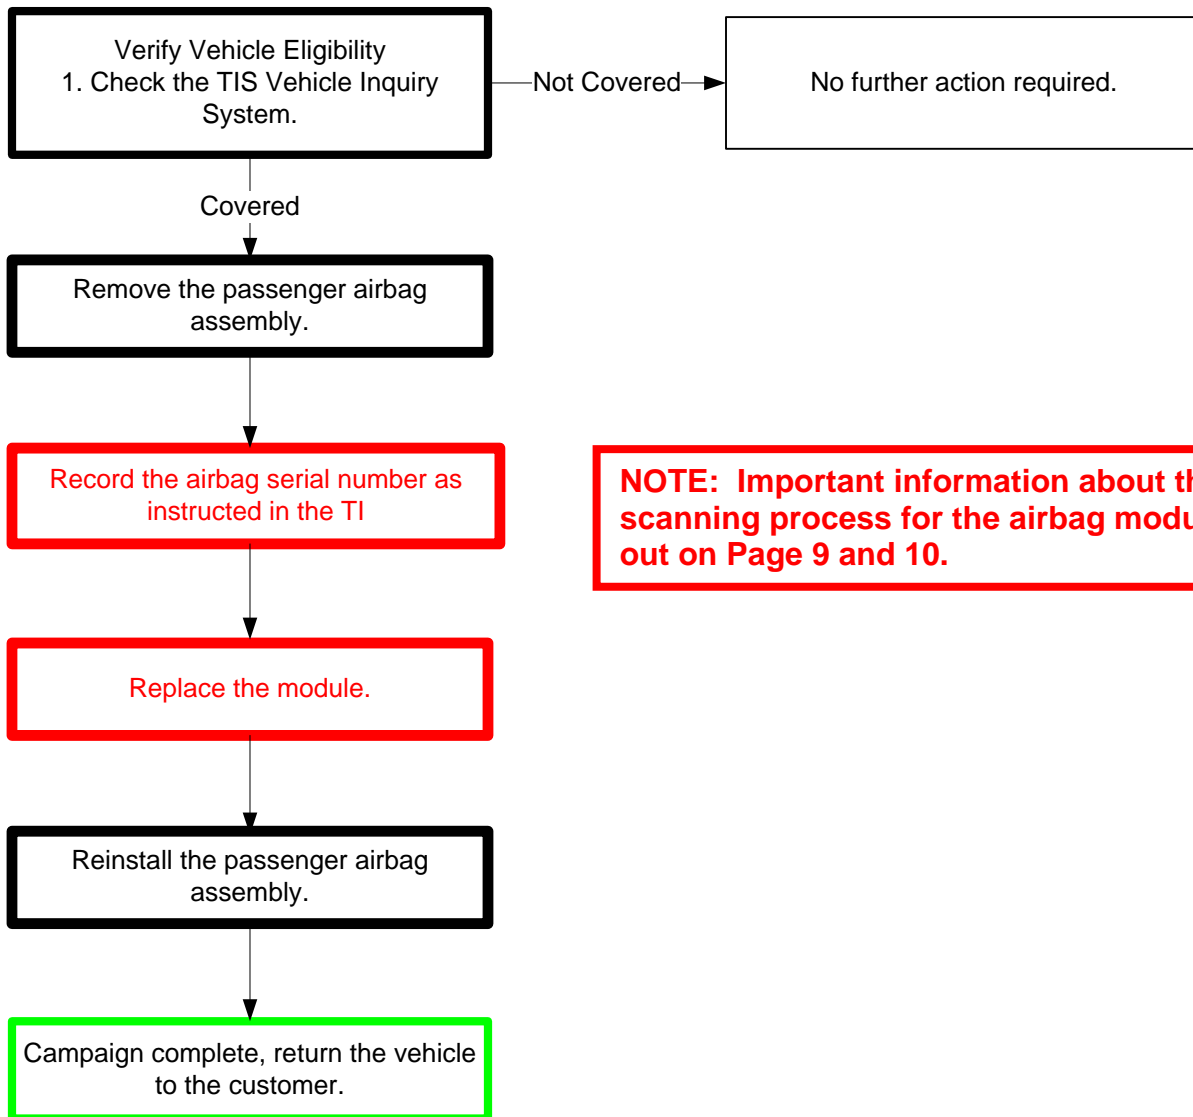 Verify Vehicle Eligibility
1. Check the TIS Vehicle Inquiry
System.
Not Covered
No further action required.
Covered
Remove the passenger airbag
assembly.
Record the airbag serial number as
instructed in the TI
NOTE:  Important information about th
scanning process for the airbag modu
out on Page 9 and 10.
Replace the module.
Reinstall the passenger airbag
assembly.
Campaign complete, return the vehicle
to the customer.